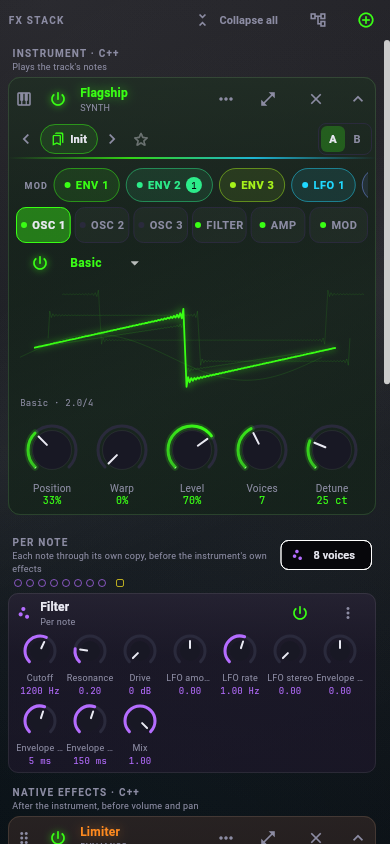 FX STACK
Collapse all
INSTRUMENT · C++
Plays the track's notes
Flagship
SYNTH
Init
A B
MOD ENV 1 ENV 2 1 ENV 3 LFO 1
OSC 1 OSC 2 OSC 3 FILTER AMP MOD
Basic
Basic · 2.0/4
Position Warp Level Voices Detune
33% 0% 70% 7 25 ct
PER NOTE
Each note through its own copy, before the instrument's own
effects
8 voices
Filter
Per note
Cutoff Resonance Drive LFO amo... LFO rate LFO stereo Envelope ...
1200 Hz 0.20 0 dB 0.00 1.00 Hz 0.00 0.00
Envelope ... Envelope ... Mix
5 ms 150 ms 1.00
NATIVE EFFECTS · C++
After the instrument, before volume and pan
Limiter